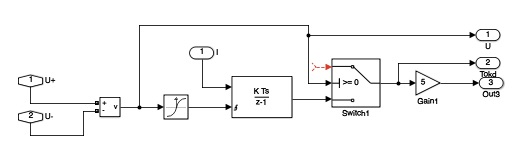 1
U
1
I
2
Tokd
1
U+
+
-
v
K Ts
z-1
>= 0
5
3
Out3
2
U-
Gain1
Switch1